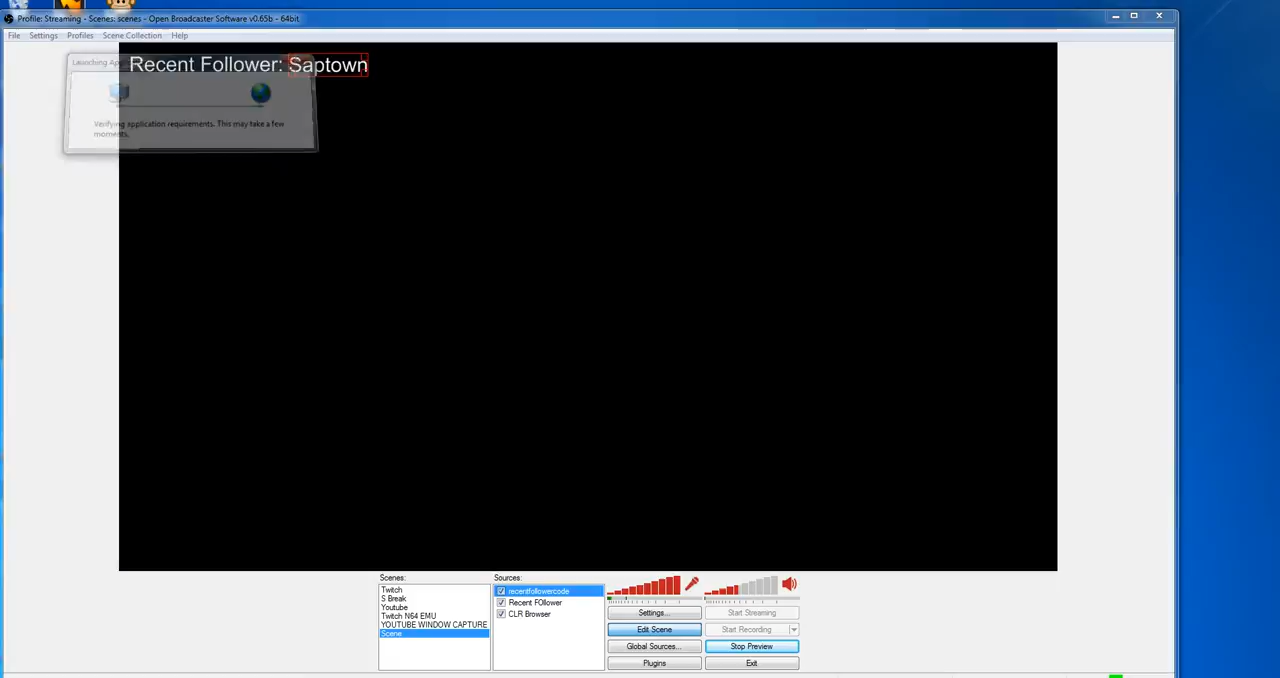 Profile: Streaming - Scenes: scenes - Open Broadcaster Software v0.65b - 64bit
File Settings Profiles Scene Collection Help
Launching
Recent Follower: Saptown
Verifying application requirements. This may take a few
moments.
Scenes:
Twitch
S Break
Youtube
Twitch N64 EMU
YOUTUBE WINDOW CAPTURE
Scene
Sources:
recentfollowercode
Recent FOllower
CLR Browser
Settings...
Start Streaming
Edit Scene
Start Recording
Global Sources...
Stop Preview
Plugins
Exit